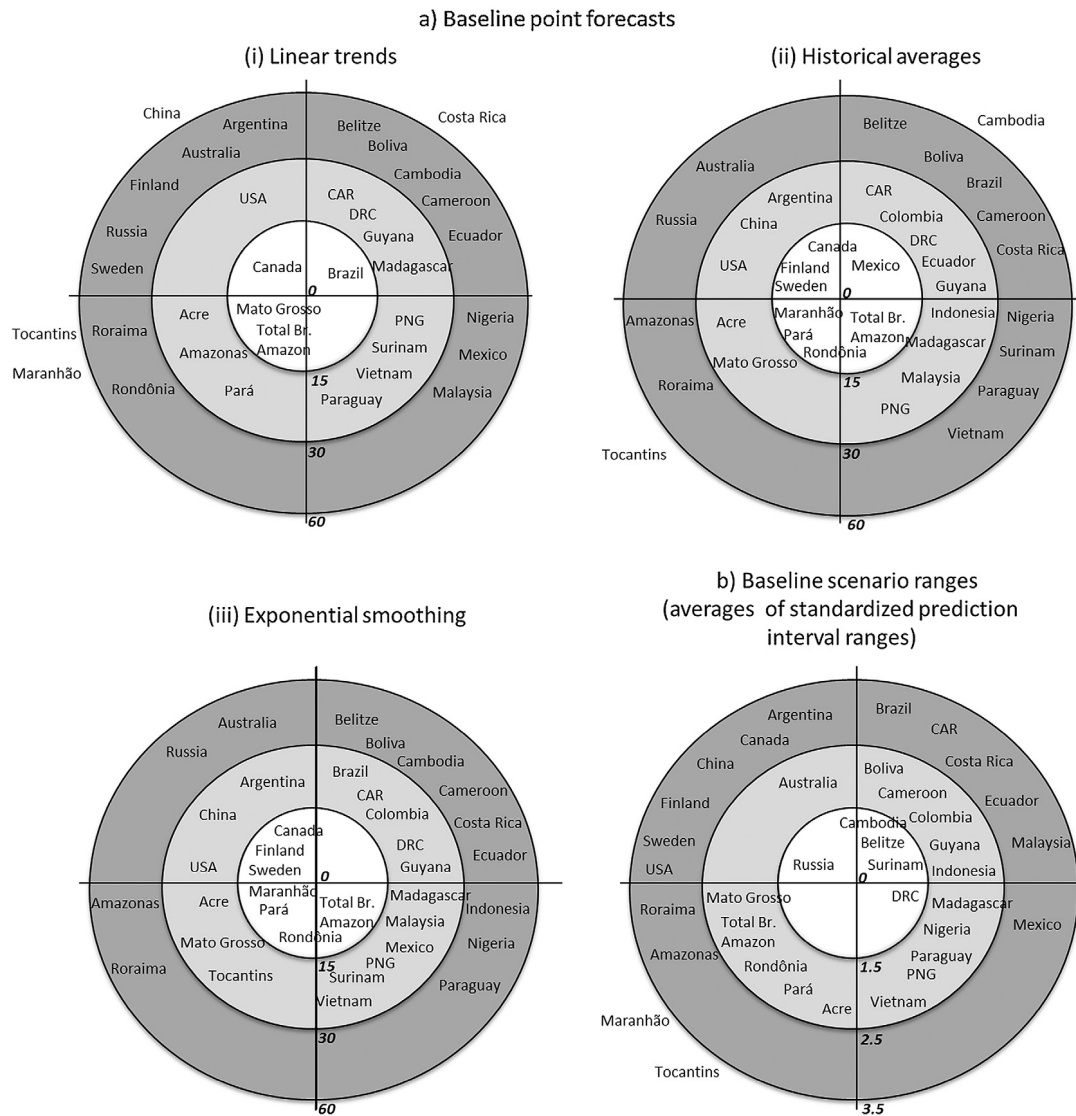 a) Baseline point forecasts
(i) Linear trends
China
Costa Rica
Argentina
Belitze
Boliva
Australia
Cambodia
Finland
USA
CAR
Cameroon
DRC
Russia
Guyana
Ecuador
Sweden
Canada
Brazil
Madagascar
0
Tocantins
Roraima
Acre
Mato Grosso
PNG
Nigeria
Total Br.
Amazon
Surinam
Mexico
Maranhão
Amazonas
Rondônia
Pará
15
Vietnam
Malaysia
Paraguay
30
60
(ii) Historical averages
Cambodia
Belitze
Australia
Boliva
Argentina
CAR
Brazil
Russia
China
Colombia
Cameroon
Canada
DRC
Costa Rica
USA
Finland
Mexico
Ecuador
Sweden
Guyana
0
Amazonas
Acre
Maranhão
Total Br.
Amazon
Indonesia
Nigeria
Pará
Madagascar
Surinam
Roraima
Mato Grosso
Rondônia
15
Malaysia
Paraguay
PNG
Vietnam
Tocantins
30
60
(iii) Exponential smoothing
Australia
Belitze
Russia
Boliva
Cambodia
Argentina
Brazil
Cameroon
China
CAR
Colombia
Costa Rica
Canada
Finland
DRC
Ecuador
USA
Sweden
Guyana
0
Amazonas
Acre
Maranhão
Pará
Total Br.
Amazon
Madagascar
Indonesia
Malaysia
Mato Grosso
Rondônia
Mexico
Nigeria
Roraima
Tocantins
15
PNG
Surinam
Paraguay
Vietnam
30
60
b) Baseline scenario ranges
(averages of standardized prediction
interval ranges)
Argentina
Brazil
Canada
CAR
China
Australia
Boliva
Costa Rica
Finland
Cameroon
Ecuador
Cambodia
Colombia
Sweden
Belitze
Guyana
Malaysia
USA
Russia
Surinam
Indonesia
0
Roraima
Mato Grosso
DRC
Madagascar
Mexico
Total Br.
Amazon
Nigeria
Amazonas
Rondônia
1.5
Paraguay
PNG
Pará
Acre
Vietnam
Maranhão
2.5
Tocantins
3.5